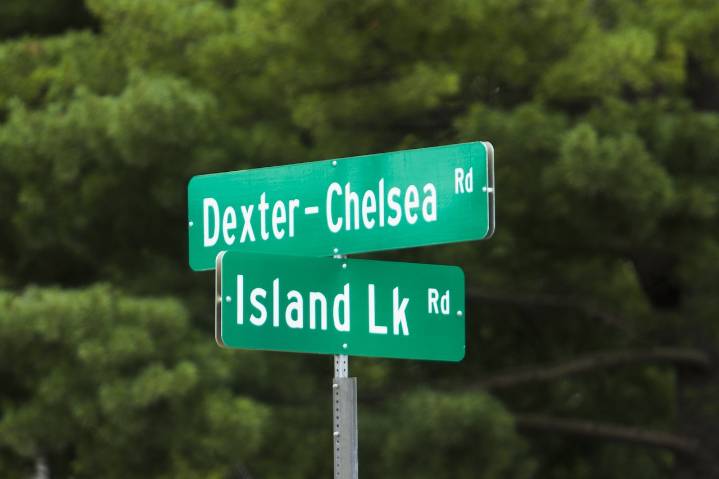 Dexter-Chelsea Rd
Island Lk Rd